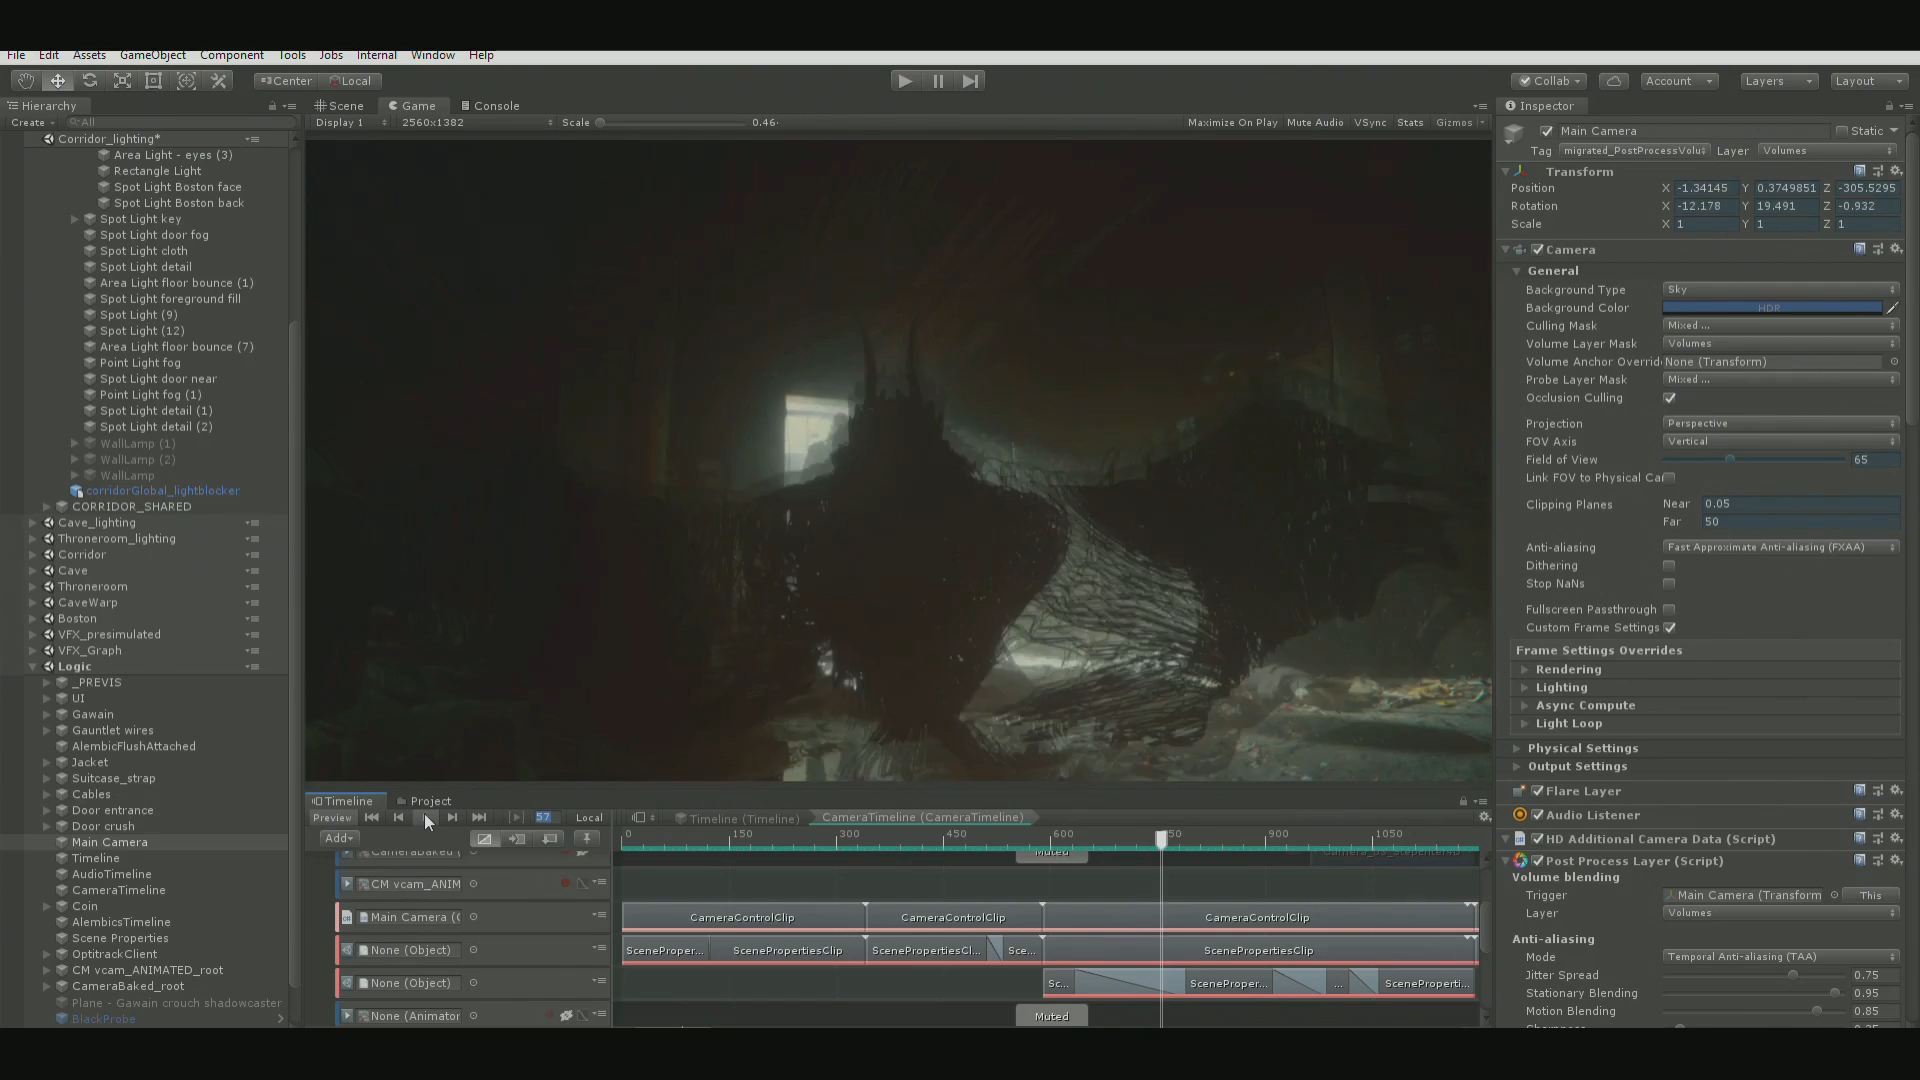 File Edit Assets GameObject Component Tools Jobs Internal Window Help
Center Local Collab Account Layers Layout
Hierarchy Scene Game Console Inspector
Create All Display 1 2560x1382 Scale 0.46 Maximize On Play Mute Audio VSync Stats Gizmos
Corridor_lighting*
Area Light - eyes (3)
Rectangle Light
Spot Light Boston face
Spot Light Boston back
Spot Light key
Spot Light door fog
Spot Light cloth
Spot Light detail
Area Light floor bounce (1)
Spot Light foreground fill
Spot Light (9)
Spot Light (12)
Area Light floor bounce (7)
Point Light fog
Spot Light door near
Point Light fog (1)
Spot Light detail (1)
Spot Light detail (2)
WallLamp (1)
WallLamp (2)
WallLamp
corridorGlobal_lightblocker
CORRIDOR_SHARED
Cave_lighting
Throneroom_lighting
Corridor
Cave
Throneroom
CaveWarp
Boston
VFX_presimulated
VFX_Graph
Logic
_PREVIS
UI
Gawain
Gauntlet wires
AlembicFlushAttached
Jacket
Suitcase_strap
Cables
Door entrance
Door crush
Main Camera
Timeline
AudioTimeline
CameraTimeline
Coin
AlembicsTimeline
Scene Properties
OptitrackClient
CM vcam_ANIMATED_root
CameraBaked_root
Plane - Gawain crouch shadowcaster
BlackProbe
Timeline Project
Preview 57 Local Timeline (Timeline) CameraTimeline (CameraTimeline)
Add
0 150 300 450 600 750 900 1050
CameraBaked ( Muted
CM vcam_ANIM
Main Camera (C CameraControlClip CameraControlClip CameraControlClip
None (Object) SceneProper... ScenePropertiesClip ScenePropertiesCl... Sce... ScenePropertiesClip
None (Object) Sc... SceneProper... ... SceneProperti...
None (Animator Muted
Main Camera Static
Tag migrated_PostProcessVolu Layer Volumes
Transform
Position X -1.34145 Y 0.3749851 Z -305.5295
Rotation X -12.178 Y 19.491 Z -0.932
Scale X 1 Y 1 Z 1
Camera
General
Background Type Sky
Background Color HDR
Culling Mask Mixed ...
Volume Layer Mask Volumes
Volume Anchor Overrid None (Transform)
Probe Layer Mask Mixed ...
Occlusion Culling
Projection Perspective
FOV Axis Vertical
Field of View 65
Link FOV to Physical Ca
Clipping Planes Near 0.05
Far 50
Anti-aliasing Fast Approximate Anti-aliasing (FXAA)
Dithering
Stop NaNs
Fullscreen Passthrough
Custom Frame Settings
Frame Settings Overrides
Rendering
Lighting
Async Compute
Light Loop
Physical Settings
Output Settings
Flare Layer
Audio Listener
HD Additional Camera Data (Script)
Post Process Layer (Script)
Volume blending
Trigger Main Camera (Transform This
Layer Volumes
Anti-aliasing
Mode Temporal Anti-aliasing (TAA)
Jitter Spread 0.75
Stationary Blending 0.95
Motion Blending 0.85